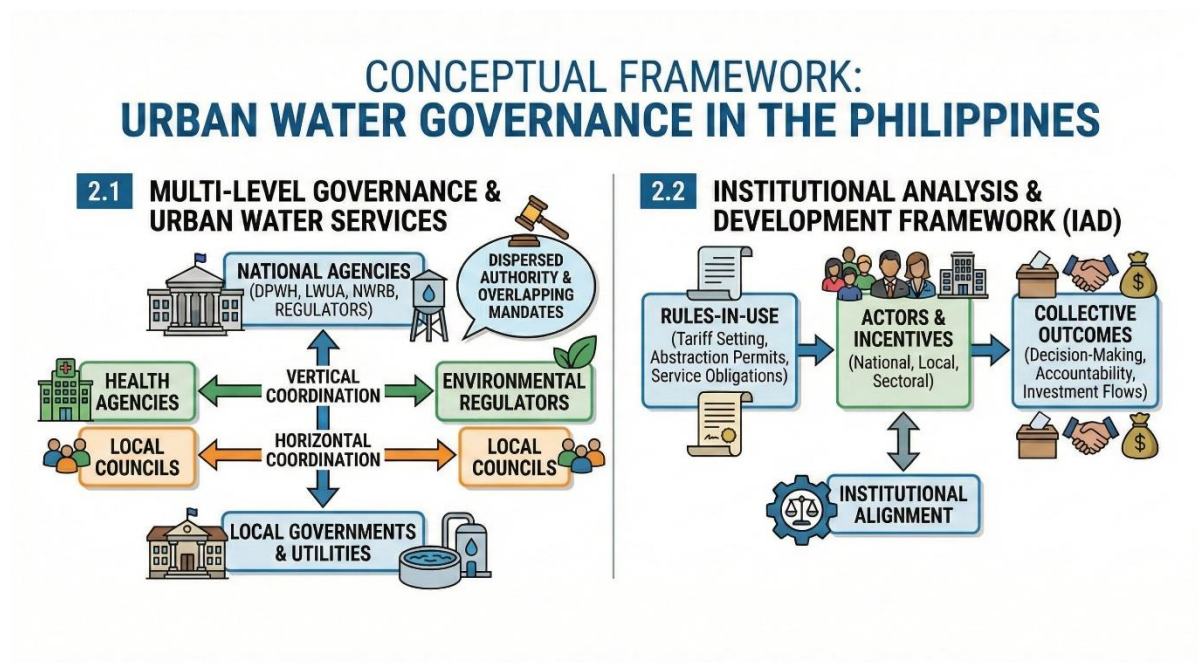 CONCEPTUAL FRAMEWORK:
URBAN WATER GOVERNANCE IN THE PHILIPPINES
2.1 MULTI-LEVEL GOVERNANCE &
URBAN WATER SERVICES
NATIONAL AGENCIES
(DPWH, LWUA, NWRB,
REGULATORS)
DISPERSED
AUTHORITY &
OVERLAPPING
MANDATES
HEALTH
AGENCIES
VERTICAL
COORDINATION
ENVIRONMENTAL
REGULATORS
LOCAL
COUNCILS
HORIZONTAL
COORDINATION
LOCAL
COUNCILS
LOCAL GOVERNMENTS
& UTILITIES
2.2 INSTITUTIONAL ANALYSIS &
DEVELOPMENT FRAMEWORK (IAD)
RULES-IN-USE
(Tariff Setting,
Abstraction Permits,
Service Obligations)
ACTORS &
INCENTIVES
(National, Local,
Sectoral)
$
COLLECTIVE
OUTCOMES
(Decision-Making,
Accountability,
Investment Flows)
$
INSTITUTIONAL
ALIGNMENT